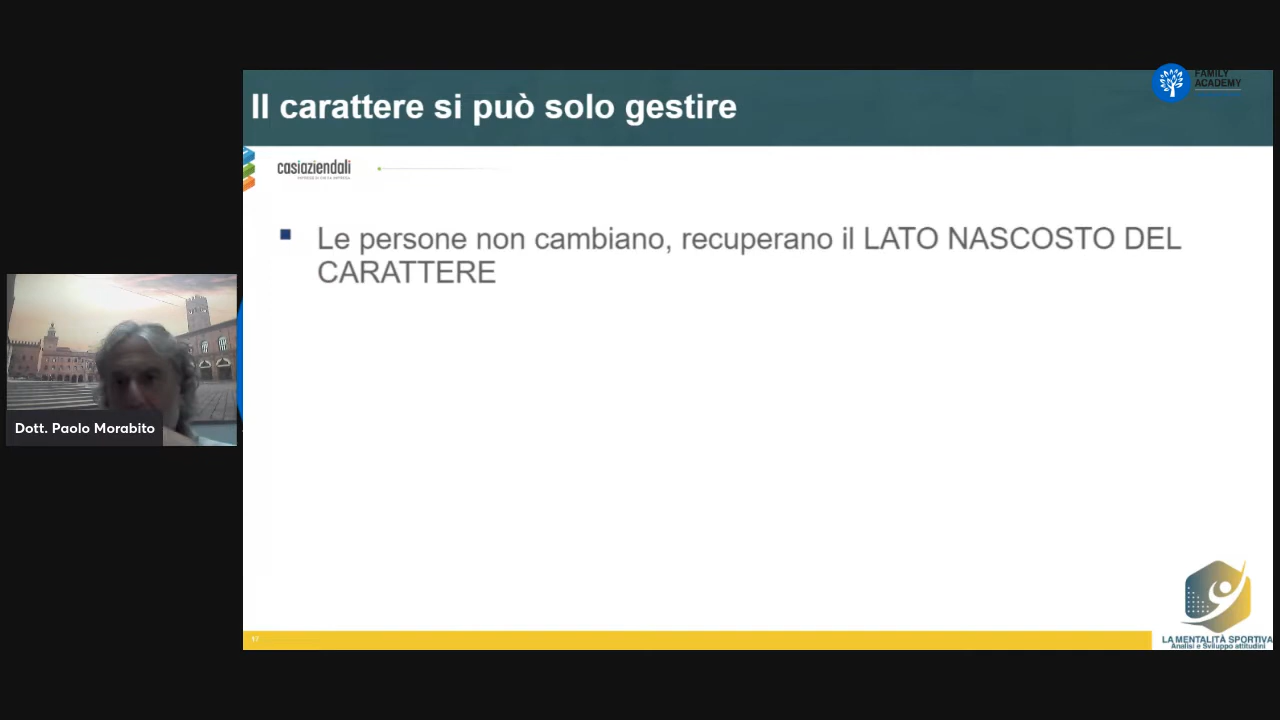 FAMILY
ACADEMY
Il carattere si può solo gestire
casiaziendali
Le persone non cambiano, recuperano il LATO NASCOSTO DEL
CARATTERE
Dott. Paolo Morabito
17
LA MENTALITÀ SPORTIVA
Analisi e Sviluppo attitudini